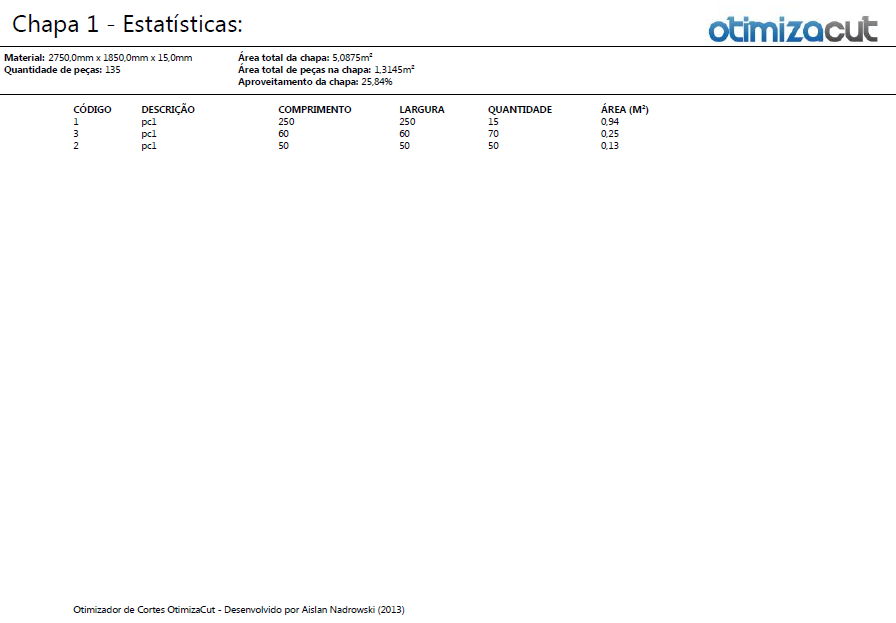 Chapa 1 - Estatísticas:
otimizacut
Material: 2750,0mm x 1850,0mm x 15,0mm
Quantidade de peças: 135
Área total da chapa: 5,0875m²
Área total de peças na chapa: 1,3145m²
Aproveitamento da chapa: 25,84%
CÓDIGO DESCRIÇÃO COMPRIMENTO LARGURA QUANTIDADE ÁREA (M²)
1 pc1 250 250 15 0,94
3 pc1 60 60 70 0,25
2 pc1 50 50 50 0,13
Otimizador de Cortes OtimizaCut - Desenvolvido por Aislan Nadrowski (2013)